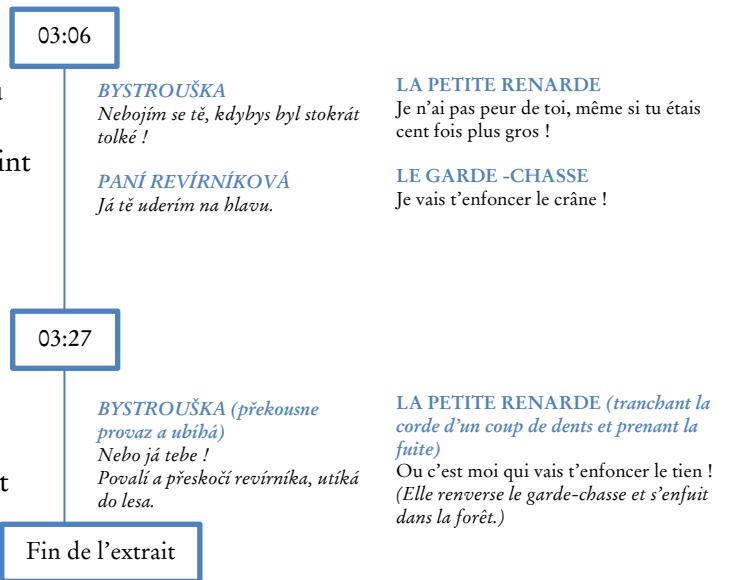 03:06
BYSTROUŠKA
Nebojím se tě, kdybys byl stokrát
tolké !
PANÍ REVÍRNÍKOVÁ
Já tě uderím na hlavu.
LA PETITE RENARDE
Je n’ai pas peur de toi, même si tu étais
cent fois plus gros !
LE GARDE -CHASSE
Je vais t’enfoncer le crâne !
int
03:27
BYSTROUŠKA (překousne
provaz a ubíhá)
Nebo já tebe !
Povalí a přeskočí revírníka, utíká
do lesa.
LA PETITE RENARDE (tranchant la
corde d’un coup de dents et prenant la
fuite)
Ou c’est moi qui vais t’enfoncer le tien !
(Elle renverse le garde-chasse et s’enfuit
dans la forêt.)
t
Fin de l’extrait